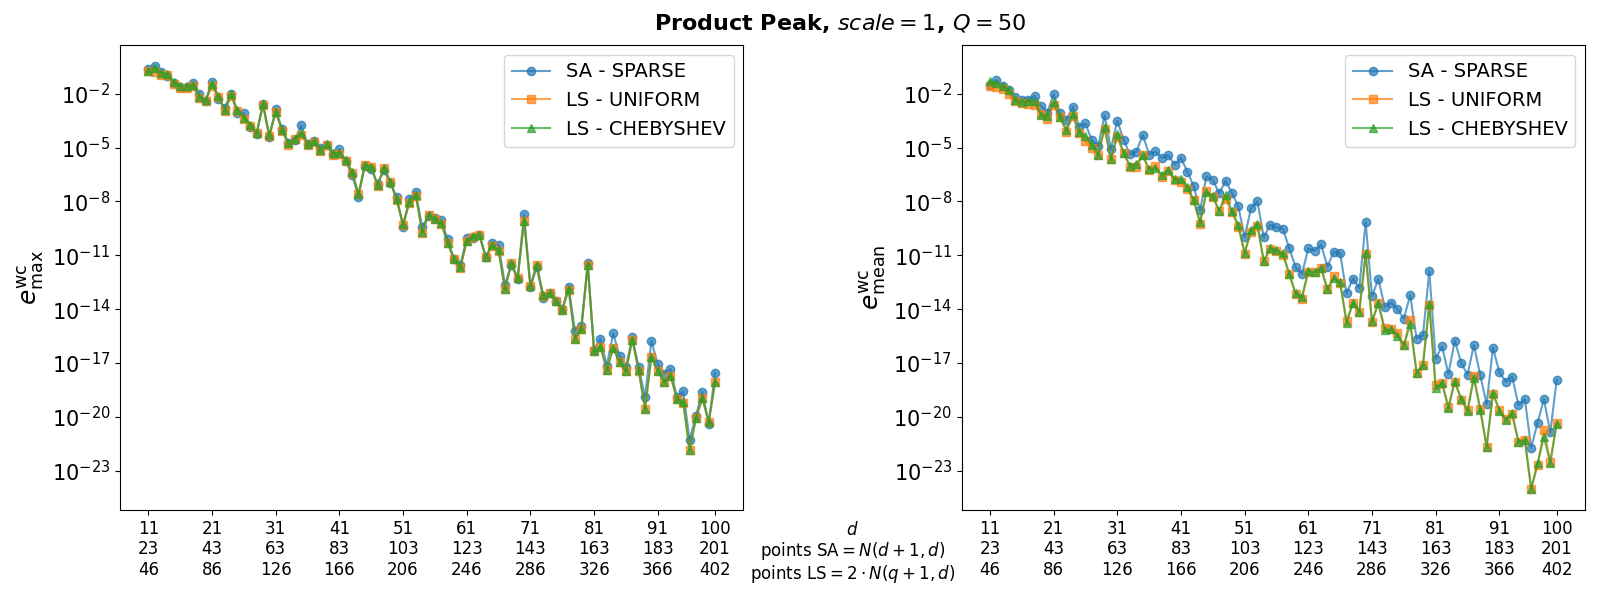 Product Peak, scale = 1, Q = 50
SA - SPARSE
LS - UNIFORM
LS - CHEBYSHEV
e^wc_max
10^−2
10^−5
10^−8
10^−11
10^−14
10^−17
10^−20
10^−23
11 21 31 41 51 61 71 81 91 100
23 43 63 83 103 123 143 163 183 201
46 86 126 166 206 246 286 326 366 402
d
points SA = N(d + 1, d)
points LS = 2 · N(q + 1, d)
SA - SPARSE
LS - UNIFORM
LS - CHEBYSHEV
e^wc_mean
10^−2
10^−5
10^−8
10^−11
10^−14
10^−17
10^−20
10^−23
11 21 31 41 51 61 71 81 91 100
23 43 63 83 103 123 143 163 183 201
46 86 126 166 206 246 286 326 366 402